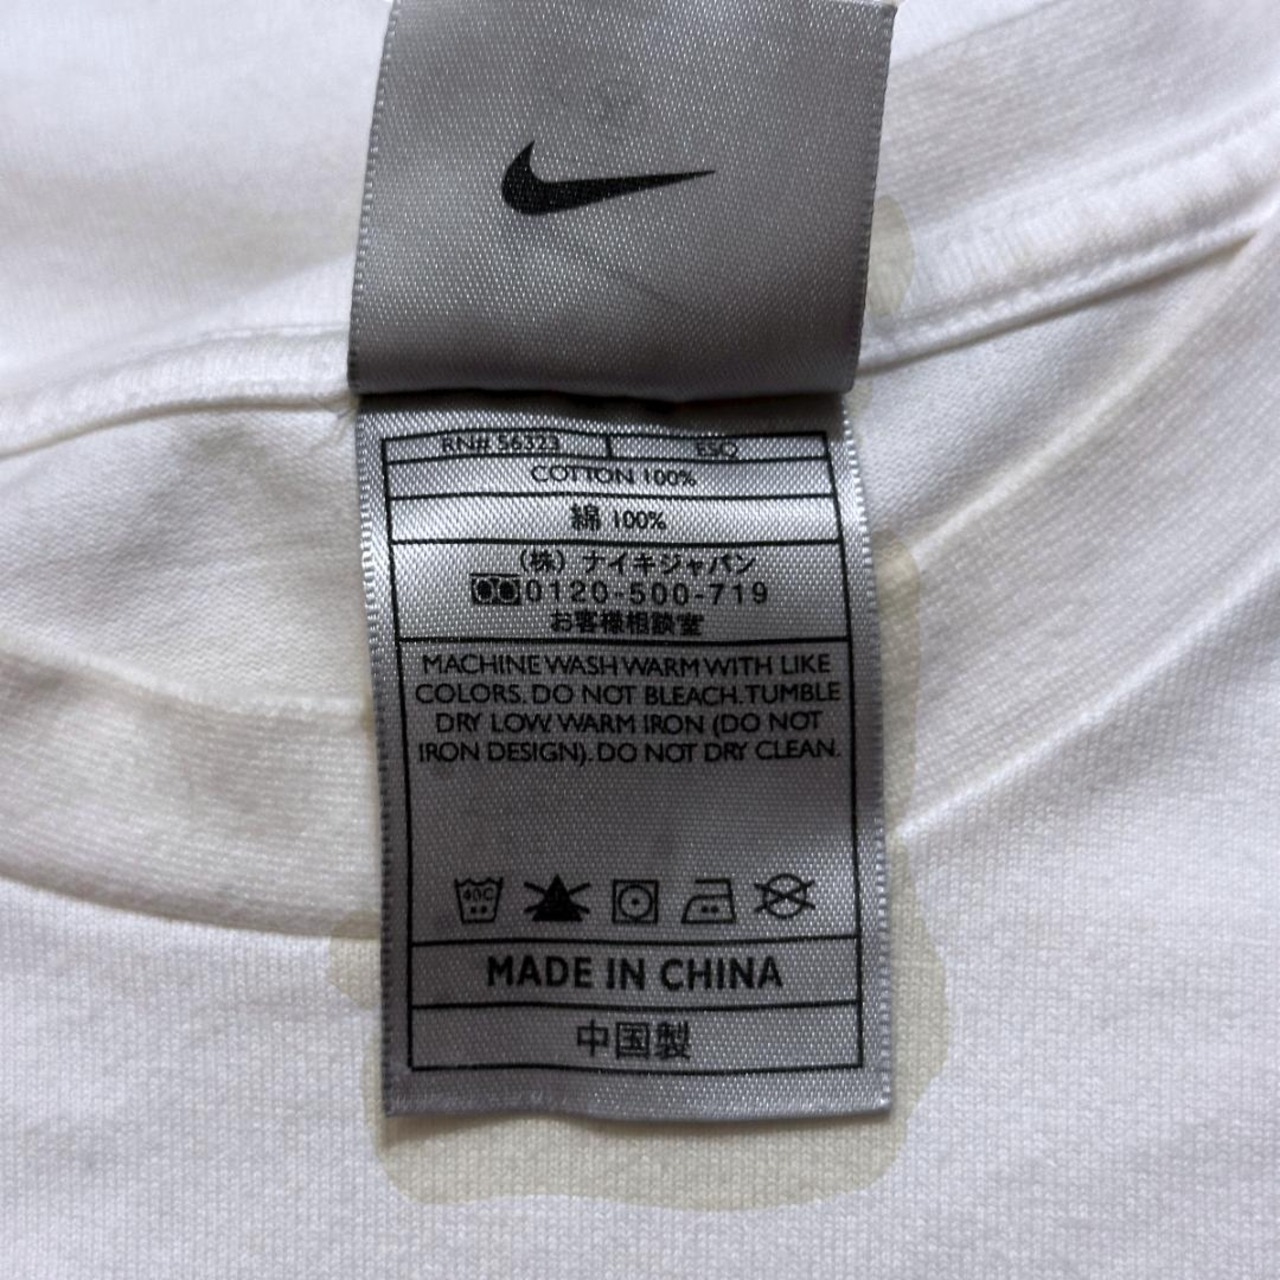 RN# 56323 ESQ
COTTON 100%
綿 100%
(株) ナイキジャパン
0120-500-719
お客様相談室
MACHINE WASH WARM WITH LIKE
COLORS. DO NOT BLEACH. TUMBLE
DRY LOW. WARM IRON (DO NOT
IRON DESIGN). DO NOT DRY CLEAN.
40C
MADE IN CHINA
中国製